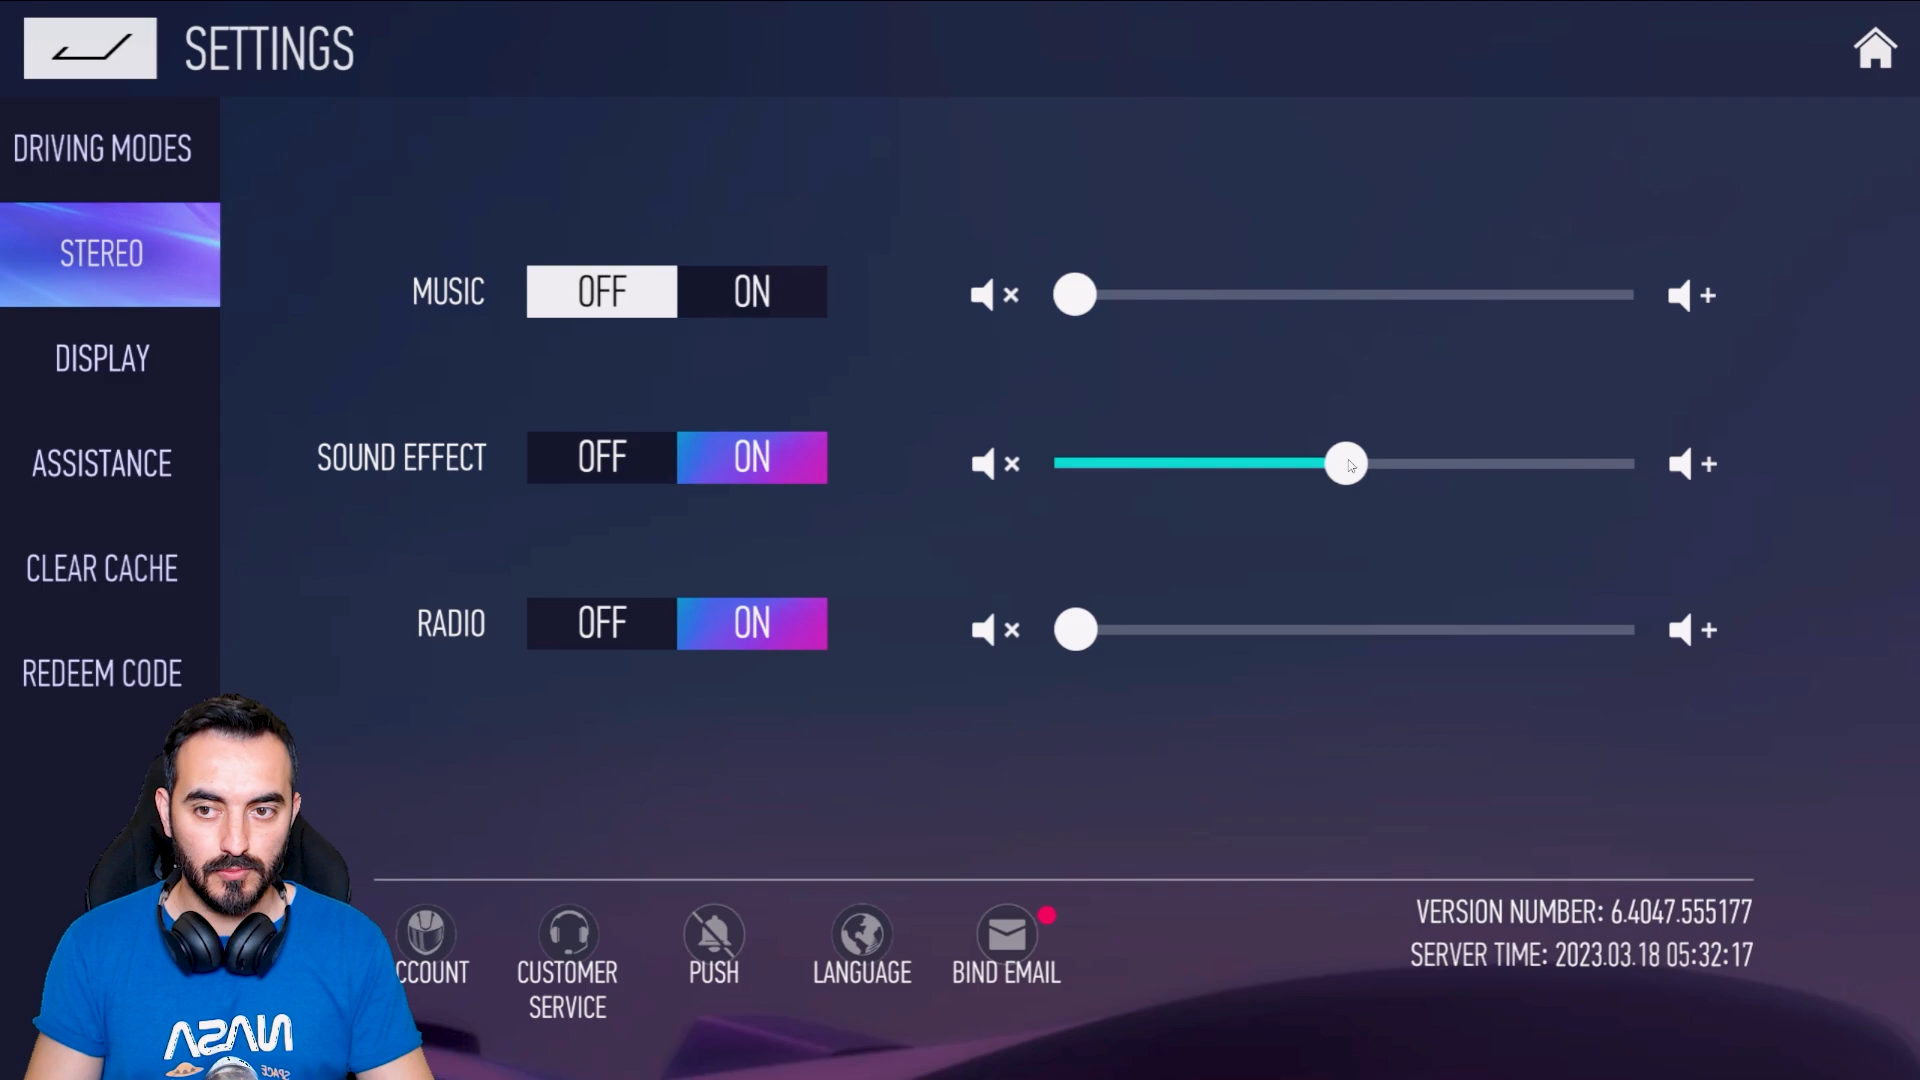 SETTINGS
DRIVING MODES
STEREO
DISPLAY
ASSISTANCE
CLEAR CACHE
REDEEM CODE
MUSIC OFF ON
SOUND EFFECT OFF ON
RADIO OFF ON
CCOUNT
CUSTOMER
SERVICE
PUSH
LANGUAGE
BIND EMAIL
VERSION NUMBER: 6.4047.555177
SERVER TIME: 2023.03.18 05:32:17
NASA
SPACE